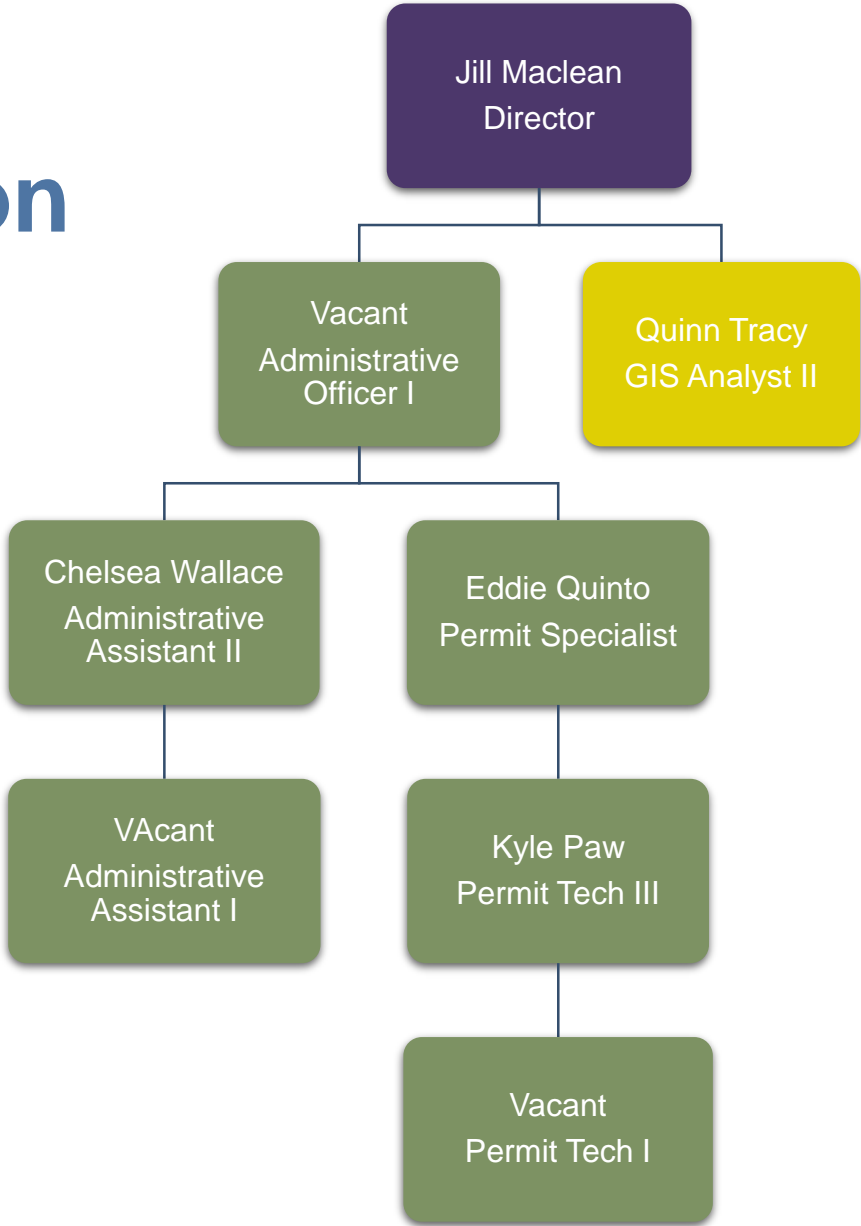 Jill Maclean
Director
on
Vacant
Administrative
Officer I
Quinn Tracy
GIS Analyst II
Chelsea Wallace
Administrative
Assistant II
Eddie Quinto
Permit Specialist
VAcant
Administrative
Assistant I
Kyle Paw
Permit Tech III
Vacant
Permit Tech I